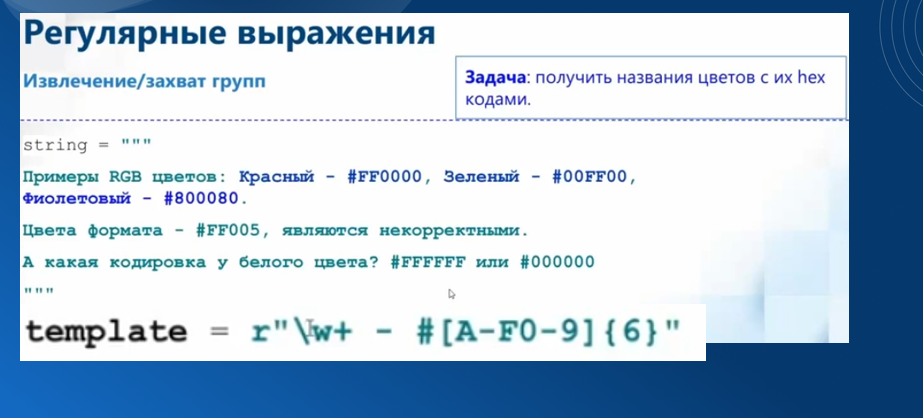 Регулярные выражения
Извлечение/захват групп
Задача: получить названия цветов с их hex
кодами.
string = """
Примеры RGB цветов: Красный - #FF0000, Зеленый - #00FF00,
Фиолетовый - #800080.
Цвета формата - #FF005, являются некорректными.
А какая кодировка у белого цвета? #FFFFFF или #000000
"""
template = r"\w+ - #[A-F0-9]{6}"